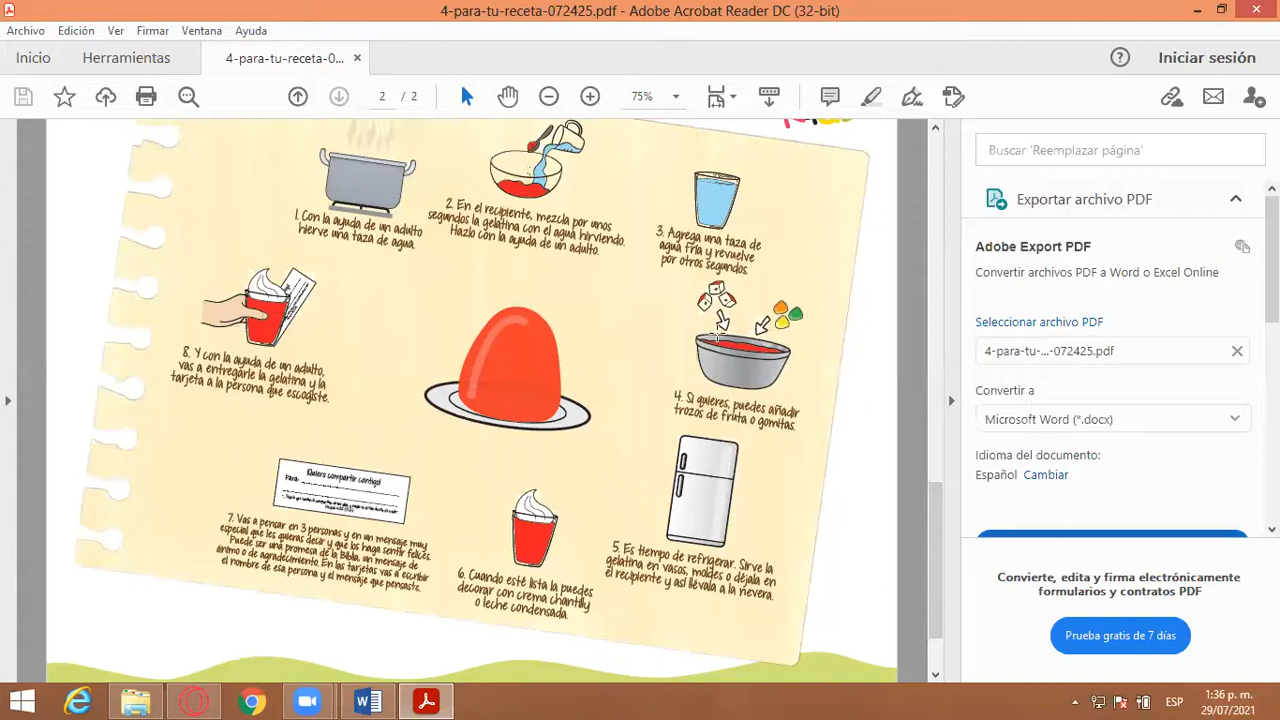 4-para-tu-receta-072425.pdf - Adobe Acrobat Reader DC (32-bit)
Archivo Edición Ver Firmar Ventana Ayuda
Inicio Herramientas 4-para-tu-receta-0... Iniciar sesión
2 / 2 75%
1. Con la ayuda de un adulto
hierve una taza de agua.
2. En el recipiente, mezcla por unos
segundos la gelatina con el agua hirviendo.
Hazlo con la ayuda de un adulto.
3. Agrega una taza de
agua fría y revuelve
por otros segundos.
4. Si quieres, puedes añadir
trozos de fruta o gomitas.
5. Es tiempo de refrigerar. Sirve la
gelatina en vasos, moldes o déjala en
el recipiente y así llévala a la nevera.
6. Cuando esté lista la puedes
decorar con crema chantilly
o leche condensada.
¡Quiero compartir contigo!
Para:
7. Vas a pensar en 3 personas y en un mensaje muy
especial que les quieras decir y que los haga sentir felices.
Puede ser una promesa de la Biblia, un mensaje de
ánimo o de agradecimiento. En las tarjetas vas a escribir
el nombre de esa persona y el mensaje que pensaste.
8. Y con la ayuda de un adulto,
vas a entregarle la gelatina y la
tarjeta a la persona que escogiste.
Buscar 'Reemplazar página'
Exportar archivo PDF
Adobe Export PDF
Convertir archivos PDF a Word o Excel Online
Seleccionar archivo PDF
4-para-tu-...-072425.pdf
Convertir a
Microsoft Word (*.docx)
Idioma del documento:
Español Cambiar
Convierte, edita y firma electrónicamente
formularios y contratos PDF
Prueba gratis de 7 días
ESP
1:36 p. m.
29/07/2021